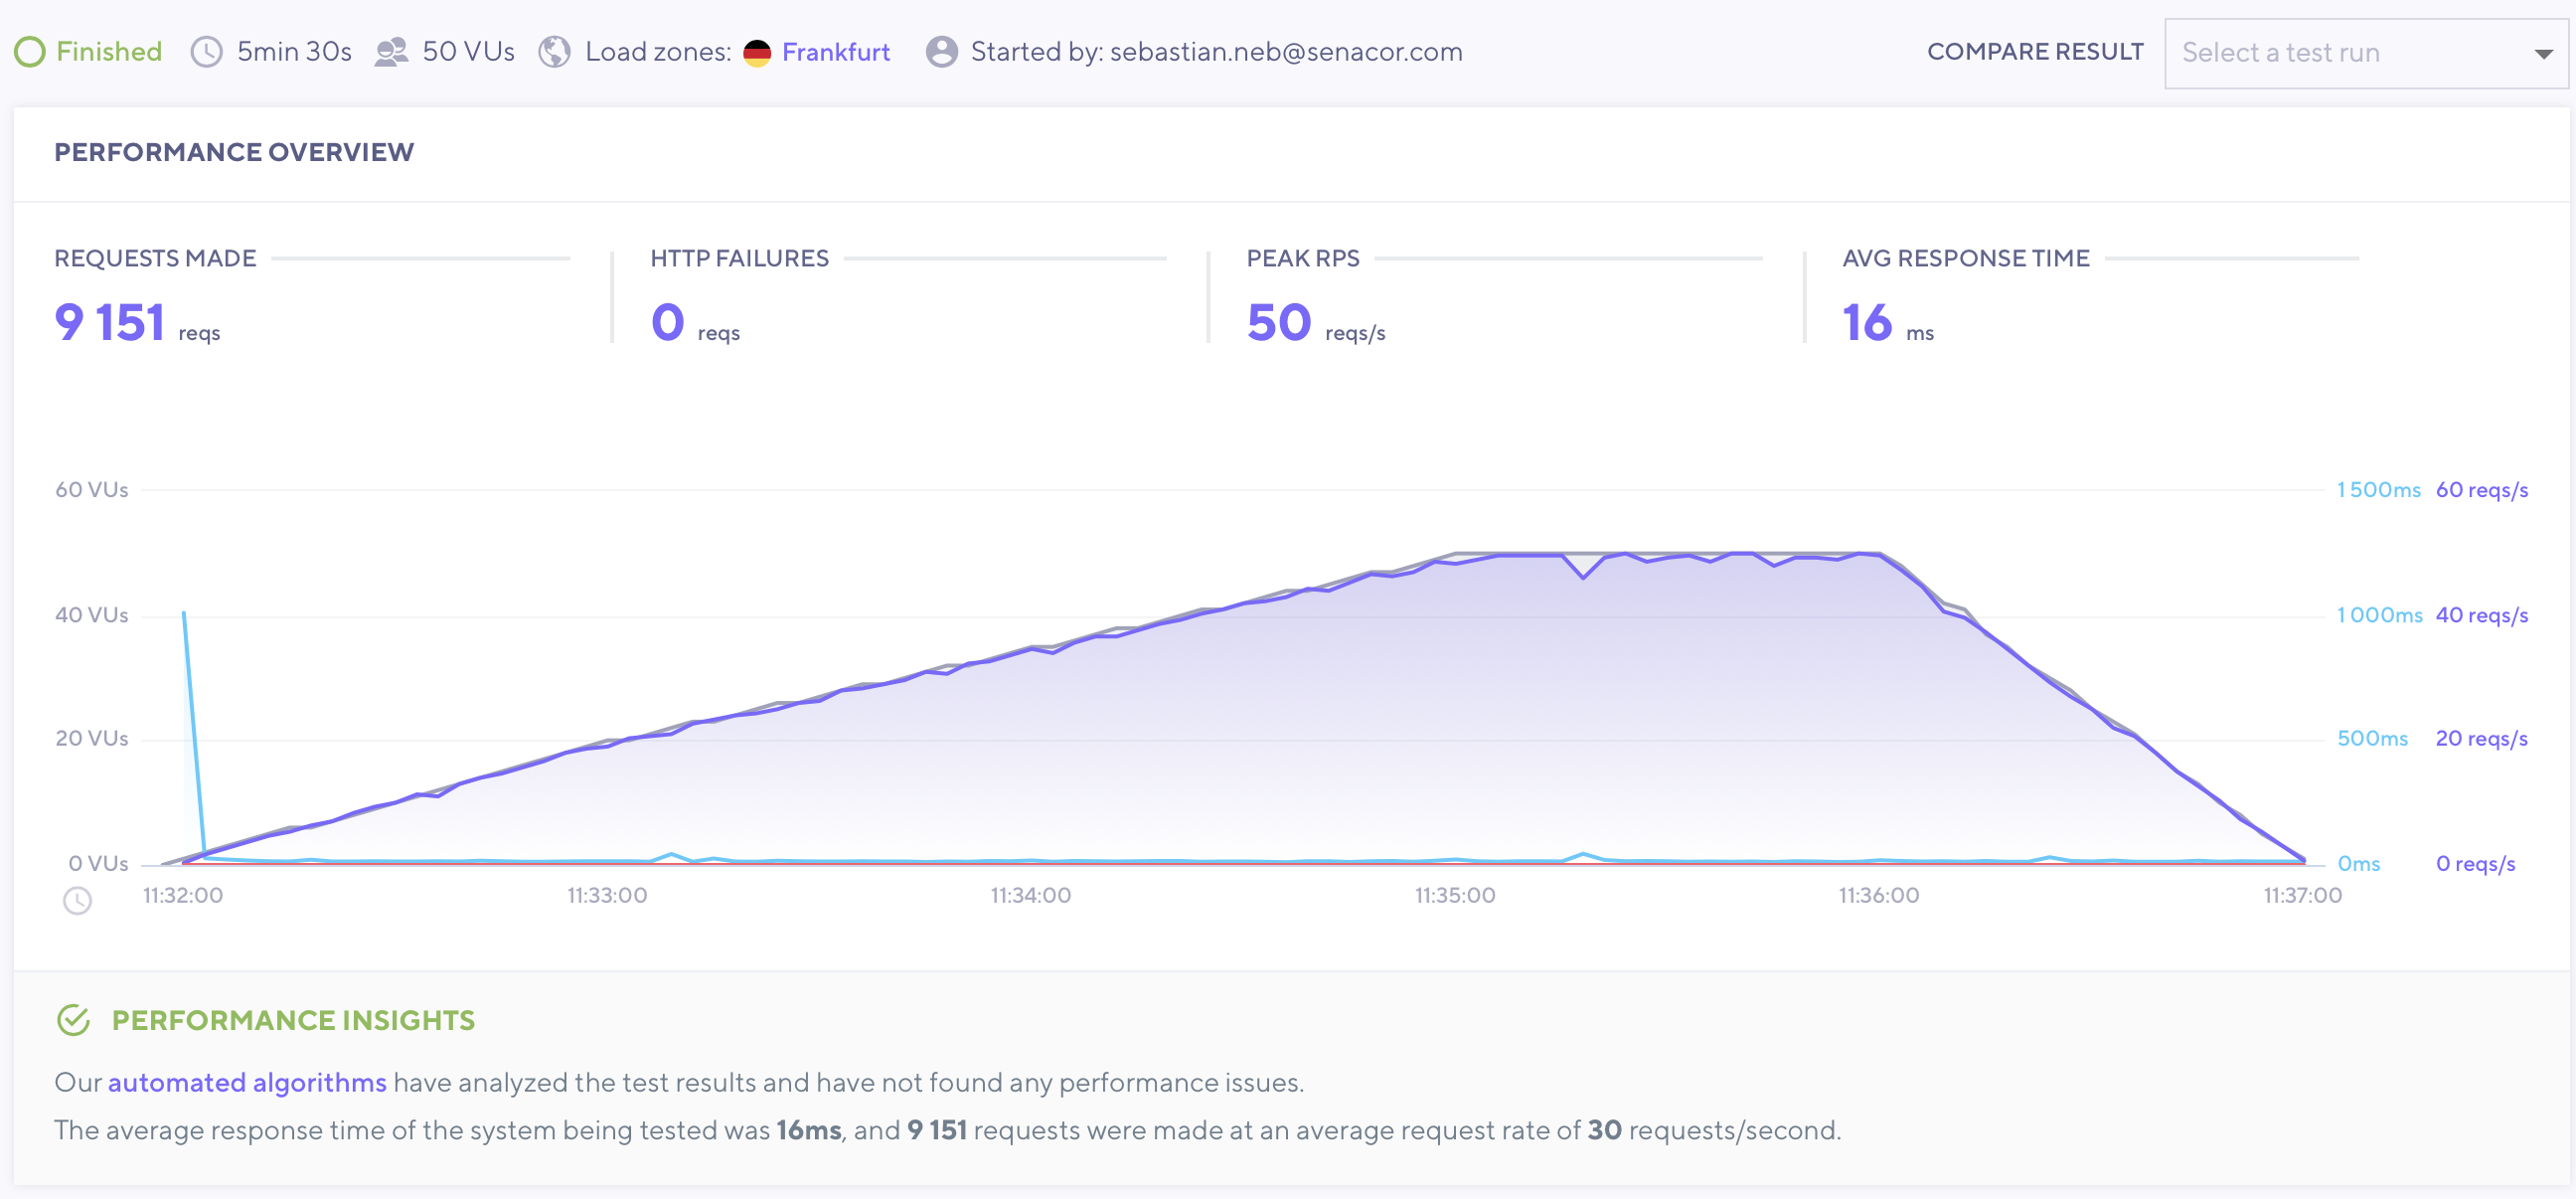 Finished 5min 30s 50 VUs Load zones: Frankfurt Started by: sebastian.neb@senacor.com COMPARE RESULT Select a test run
PERFORMANCE OVERVIEW
REQUESTS MADE HTTP FAILURES PEAK RPS AVG RESPONSE TIME
9 151 reqs 0 reqs 50 reqs/s 16 ms
60 VUs 1 500ms 60 reqs/s
40 VUs 1 000ms 40 reqs/s
20 VUs 500ms 20 reqs/s
0 VUs 0ms 0 reqs/s
11:32:00 11:33:00 11:34:00 11:35:00 11:36:00 11:37:00
PERFORMANCE INSIGHTS
Our automated algorithms have analyzed the test results and have not found any performance issues.
The average response time of the system being tested was 16ms, and 9 151 requests were made at an average request rate of 30 requests/second.